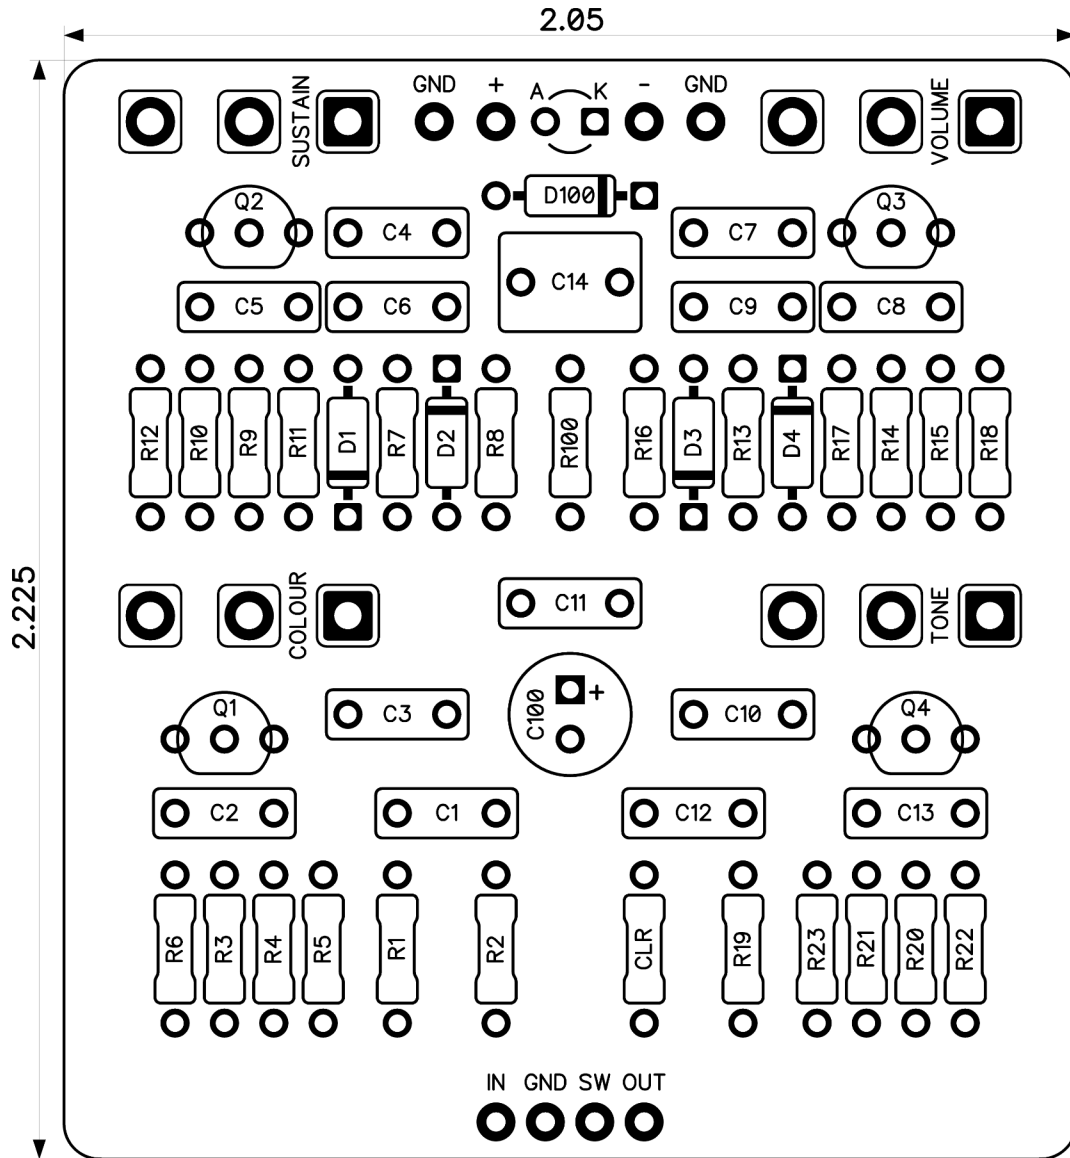 2.05
GND + A K - GND
SUSTAIN
VOLUME
D100
Q2
Q3
C4
C7
C14
C5
C6
C9
C8
R12 R10 R9 R11 D1 R7 D2 R8 R100 R16 D3 R13 D4 R17 R14 R15 R18
2.225
COLOUR
C11
TONE
Q1
C3
C100 +
C10
Q4
C2
C1
C12
C13
R6 R3 R4 R5 R1 R2 CLR R19 R23 R21 R20 R22
IN GND SW OUT